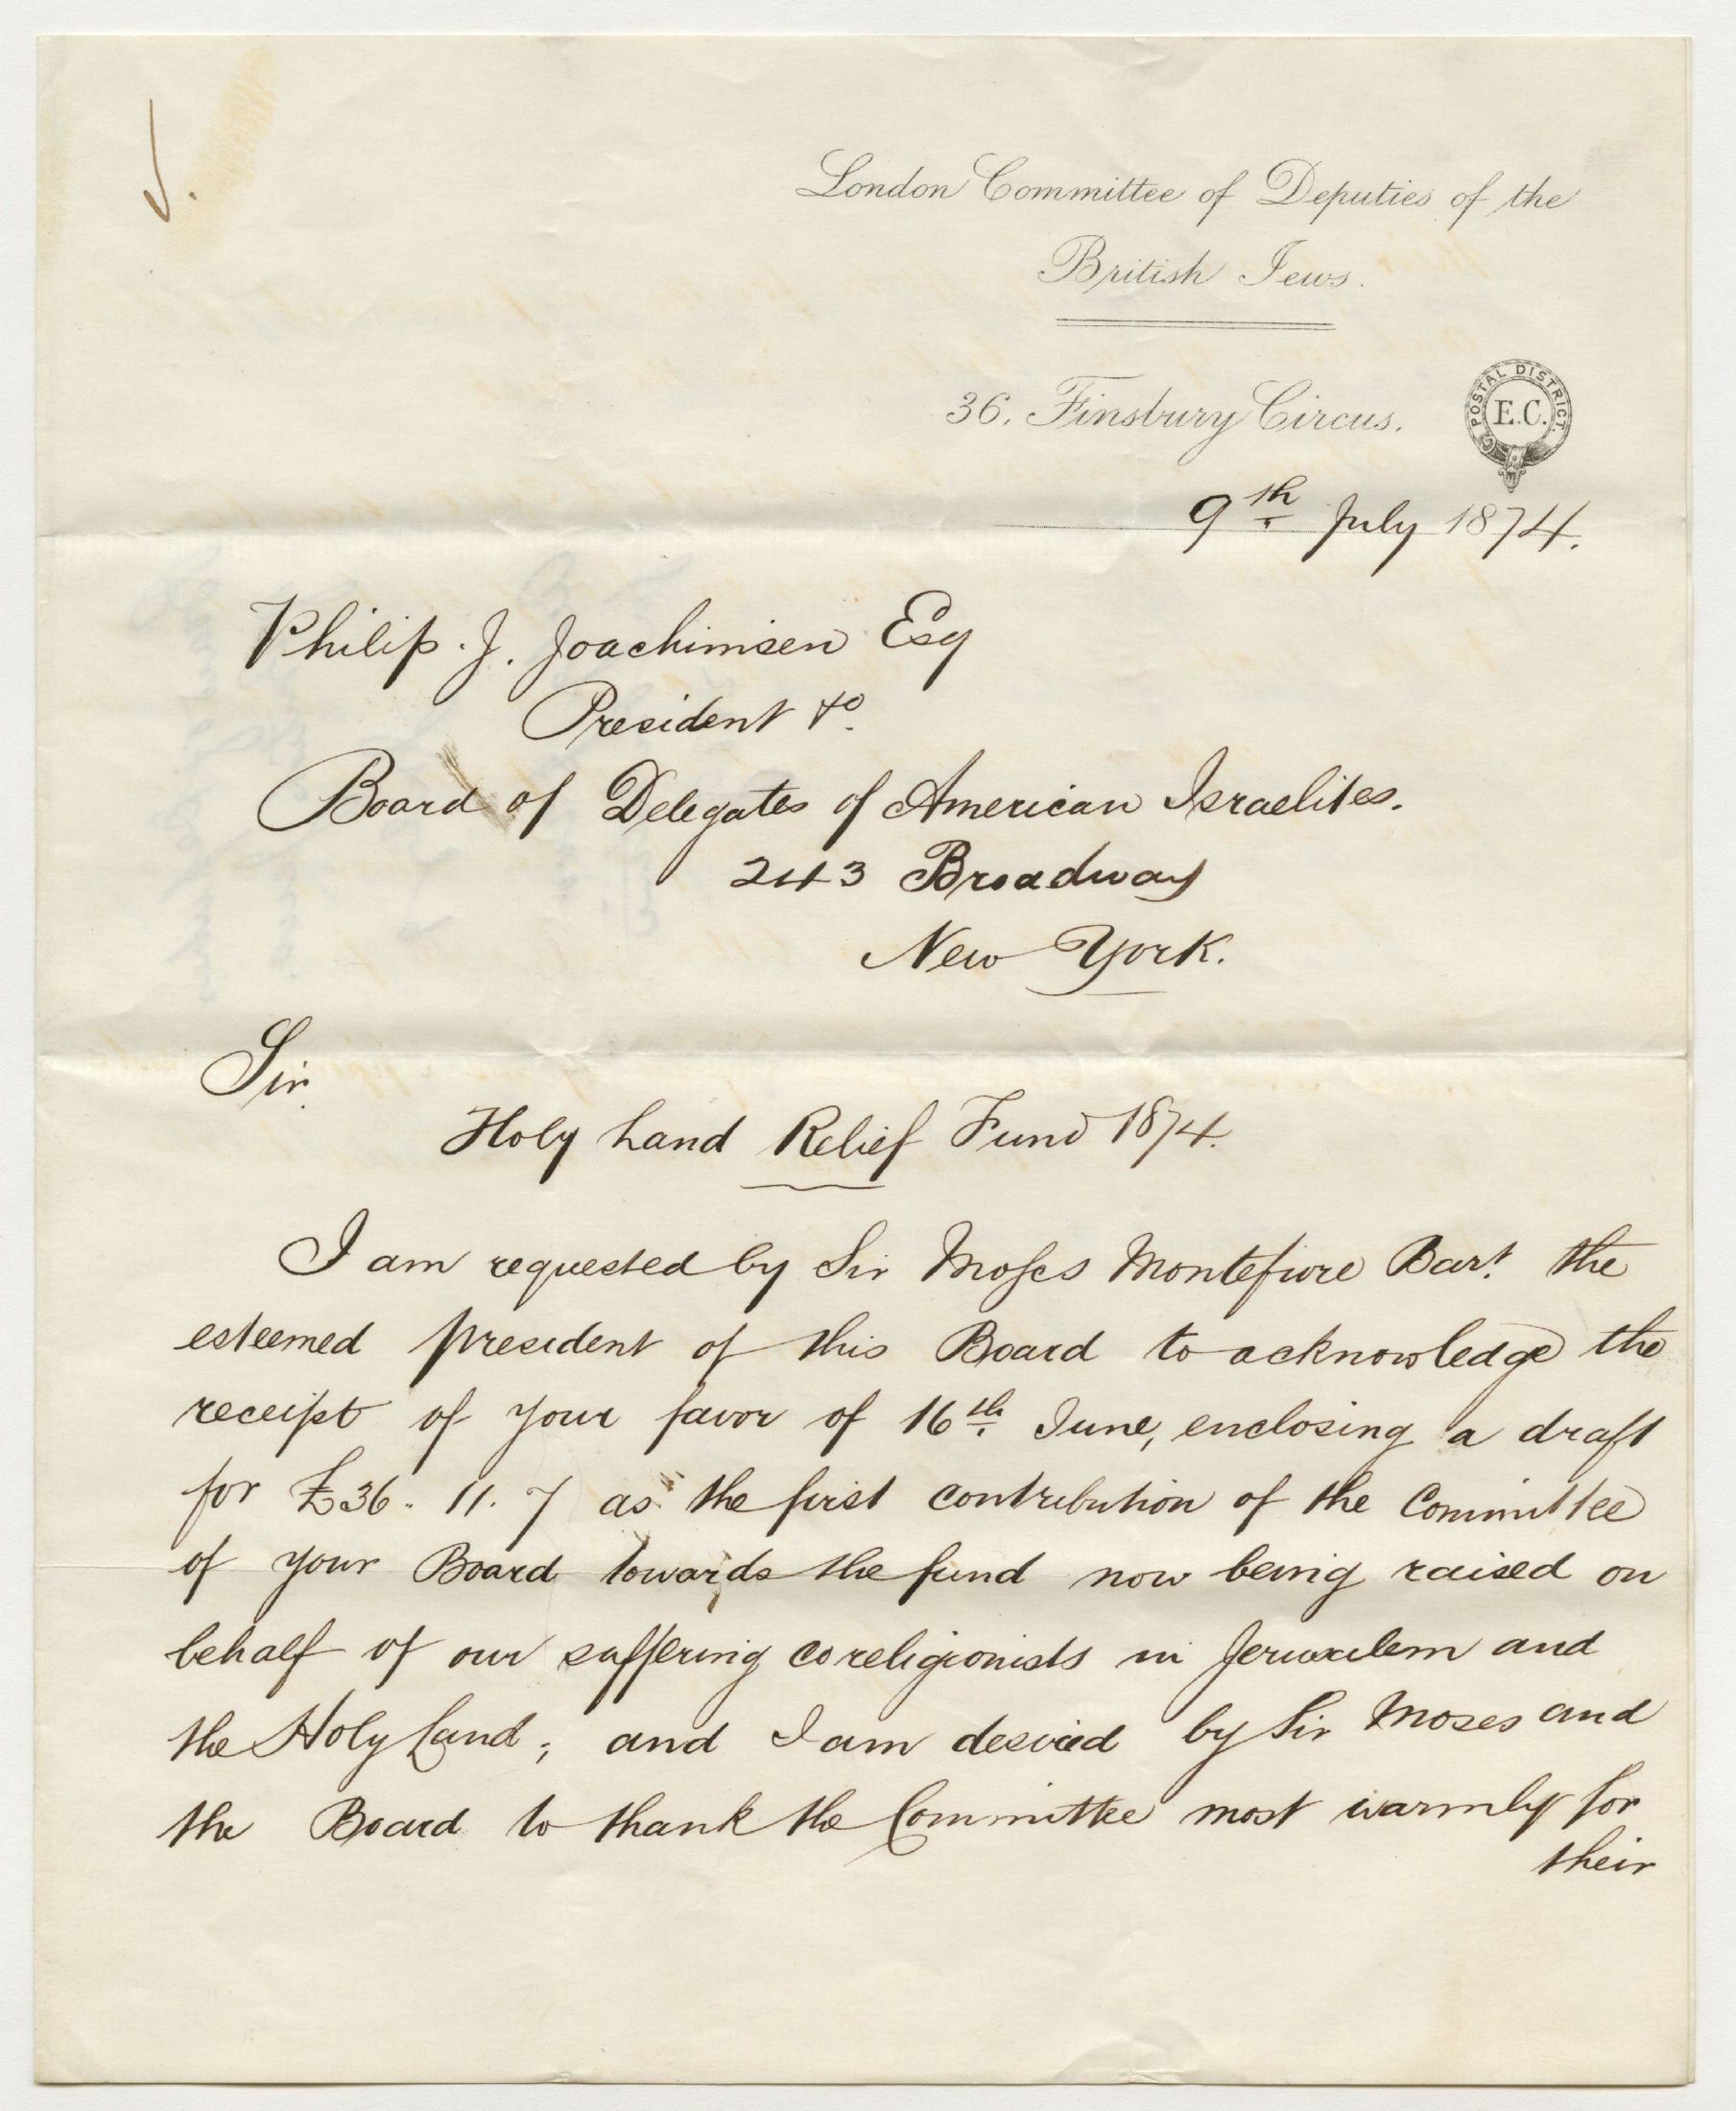 London Committee of Deputies of the
British Jews.
36. Finsbury Circus.
POSTAL DISTRICT.
E.C.
9th July 1874.
Philip. J. Joachimsen Esq
President &c.
Board of Delegates of American Israelites.
243 Broadway
New York.
Sir
Holy Land Relief Fund 1874.
I am requested by Sir Moses Montefiore Bart. the
esteemed President of this Board to acknowledge the
receipt of your favor of 16th June, enclosing a draft
for £36. 11. 7 as the first contribution of the Committee
of your Board towards the fund now being raised on
behalf of our suffering coreligionists in Jerusalem and
the Holy Land; and I am desired by Sir Moses and
the Board to thank the Committee most warmly for
their